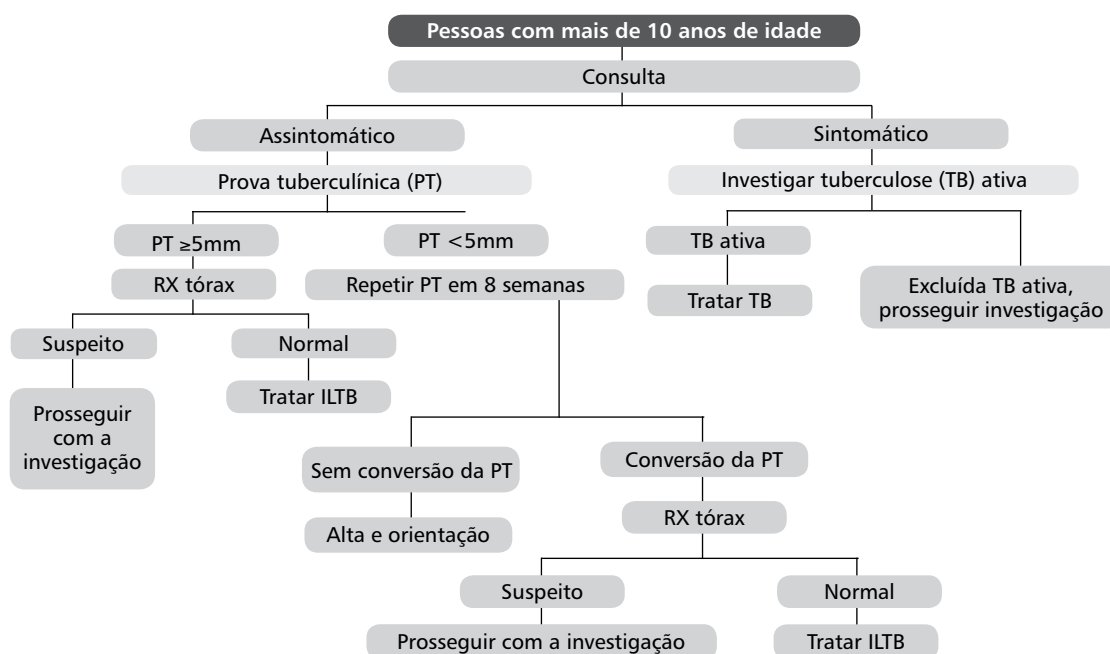 Pessoas com mais de 10 anos de idade
Consulta
Assintomático
Sintomático
Prova tuberculínica (PT)
Investigar tuberculose (TB) ativa
PT ≥5mm
PT <5mm
TB ativa
RX tórax
Repetir PT em 8 semanas
Tratar TB
Excluída TB ativa,
prosseguir investigação
Suspeito
Normal
Prosseguir
com a
investigação
Tratar ILTB
Sem conversão da PT
Conversão da PT
Alta e orientação
RX tórax
Suspeito
Normal
Prosseguir com a investigação
Tratar ILTB